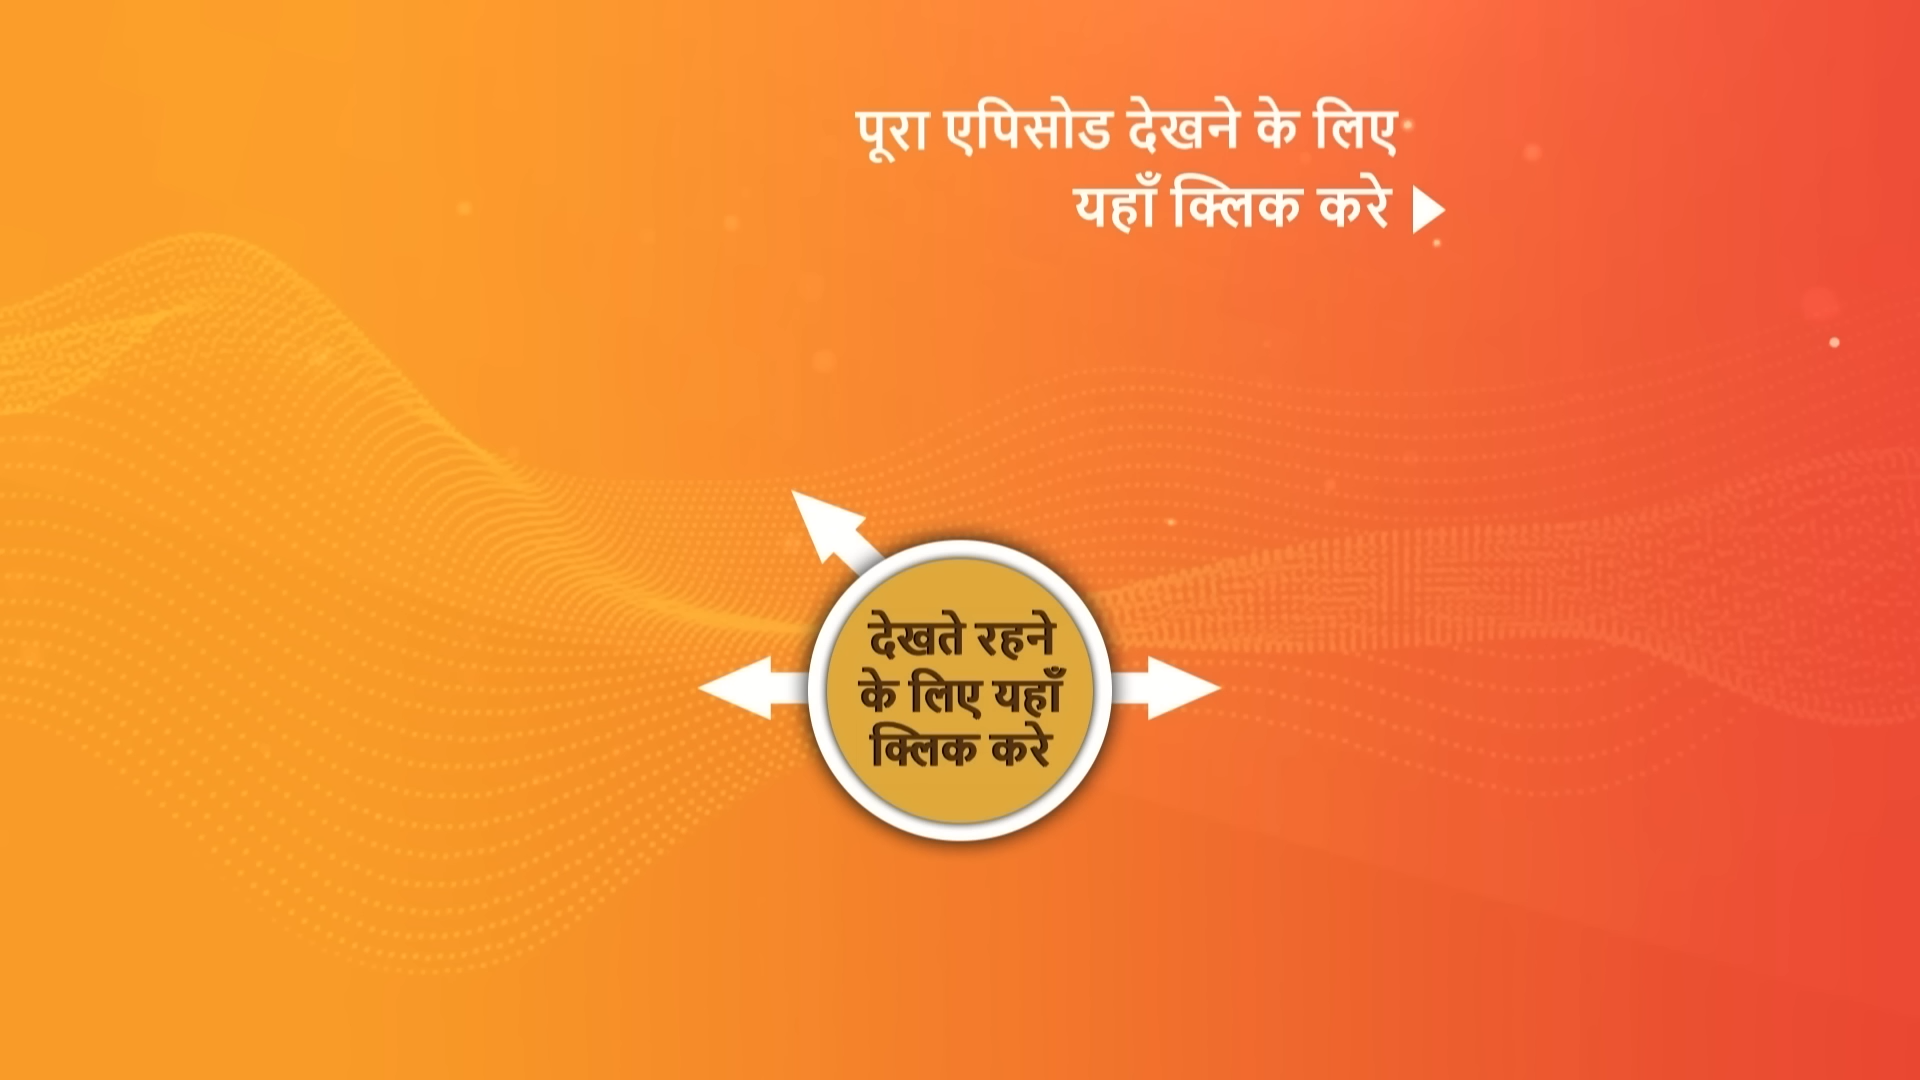 पूरा एपिसोड देखने के लिए
यहाँ क्लिक करे
देखते रहने
के लिए यहाँ
क्लिक करे